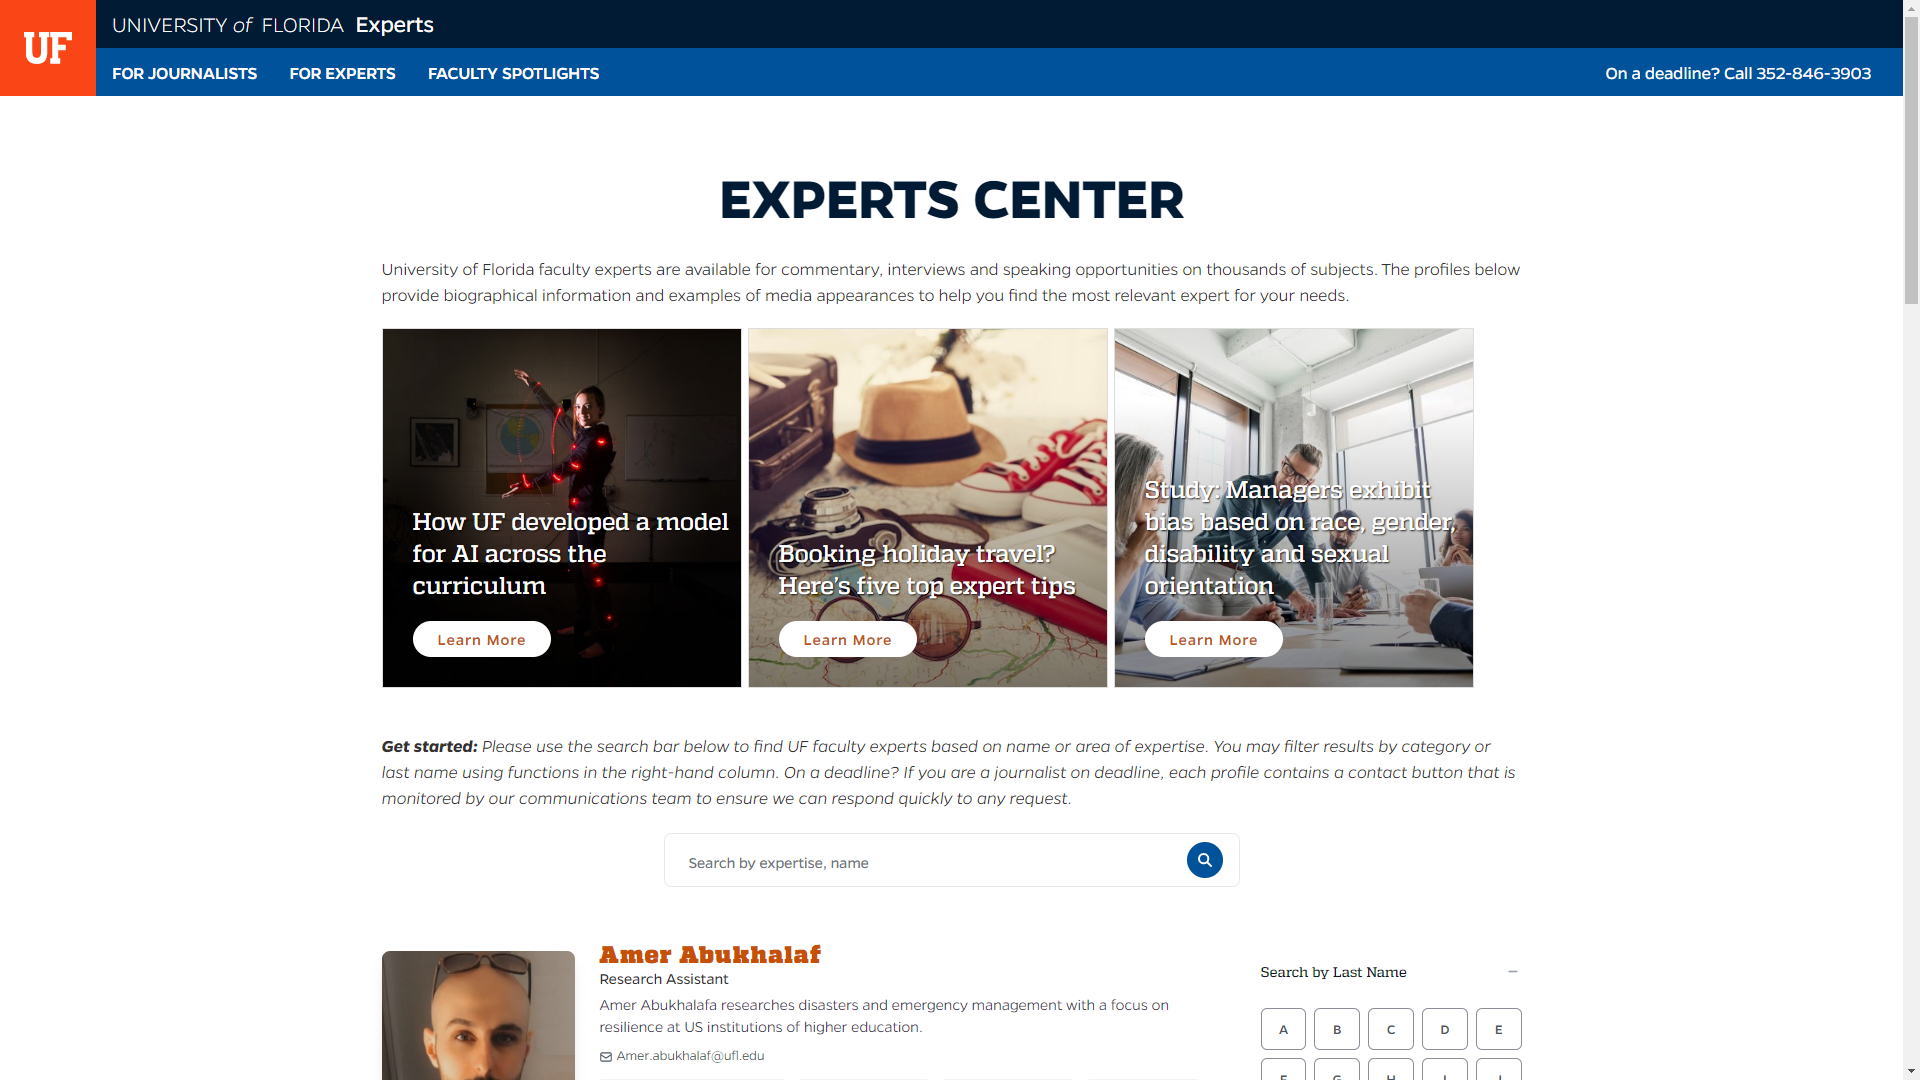 UF
UNIVERSITY of FLORIDA Experts
FOR JOURNALISTS
FOR EXPERTS
FACULTY SPOTLIGHTS
On a deadline? Call 352-846-3903
EXPERTS CENTER
University of Florida faculty experts are available for commentary, interviews and speaking opportunities on thousands of subjects. The profiles below
provide biographical information and examples of media appearances to help you find the most relevant expert for your needs.
How UF developed a model
for AI across the
curriculum
Learn More
Booking holiday travel?
Here's five top expert tips
Learn More
Study: Managers exhibit
bias based on race, gender,
disability and sexual
orientation
Learn More
Get started: Please use the search bar below to find UF faculty experts based on name or area of expertise. You may filter results by category or
last name using functions in the right-hand column. On a deadline? If you are a journalist on deadline, each profile contains a contact button that is
monitored by our communications team to ensure we can respond quickly to any request.
Search by expertise, name
Amer Abukhalaf
Research Assistant
Amer Abukhalafa researches disasters and emergency management with a focus on
resilience at US institutions of higher education.
Amer.abukhalaf@ufl.edu
Search by Last Name
A B C D E